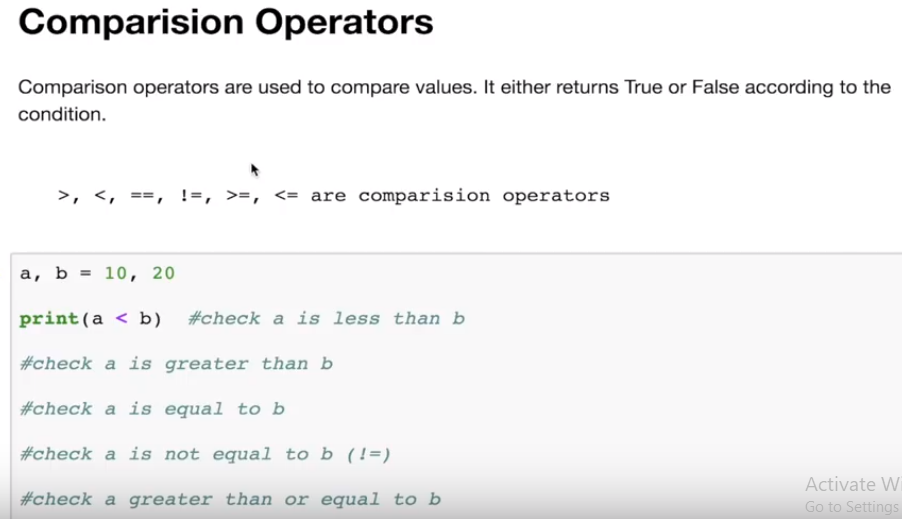 Comparision Operators
Comparison operators are used to compare values. It either returns True or False according to the
condition.
>, <, ==, !=, >=, <= are comparision operators
a, b = 10, 20
print(a < b)  #check a is less than b
#check a is greater than b
#check a is equal to b
#check a is not equal to b (!=)
#check a greater than or equal to b
Activate Wi
Go to Settings